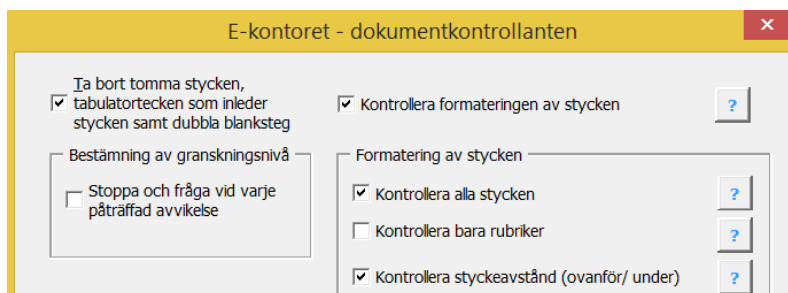 E-kontoret - dokumentkontrollanten
Ta bort tomma stycken,
tabulatortecken som inleder
stycken samt dubbla blanksteg
Kontrollera formateringen av stycken
?
Bestämning av granskningsnivå
Stoppa och fråga vid varje
påträffad avvikelse
Formatering av stycken
Kontrollera alla stycken
?
Kontrollera bara rubriker
?
Kontrollera styckeavstånd (ovanför/ under)
?